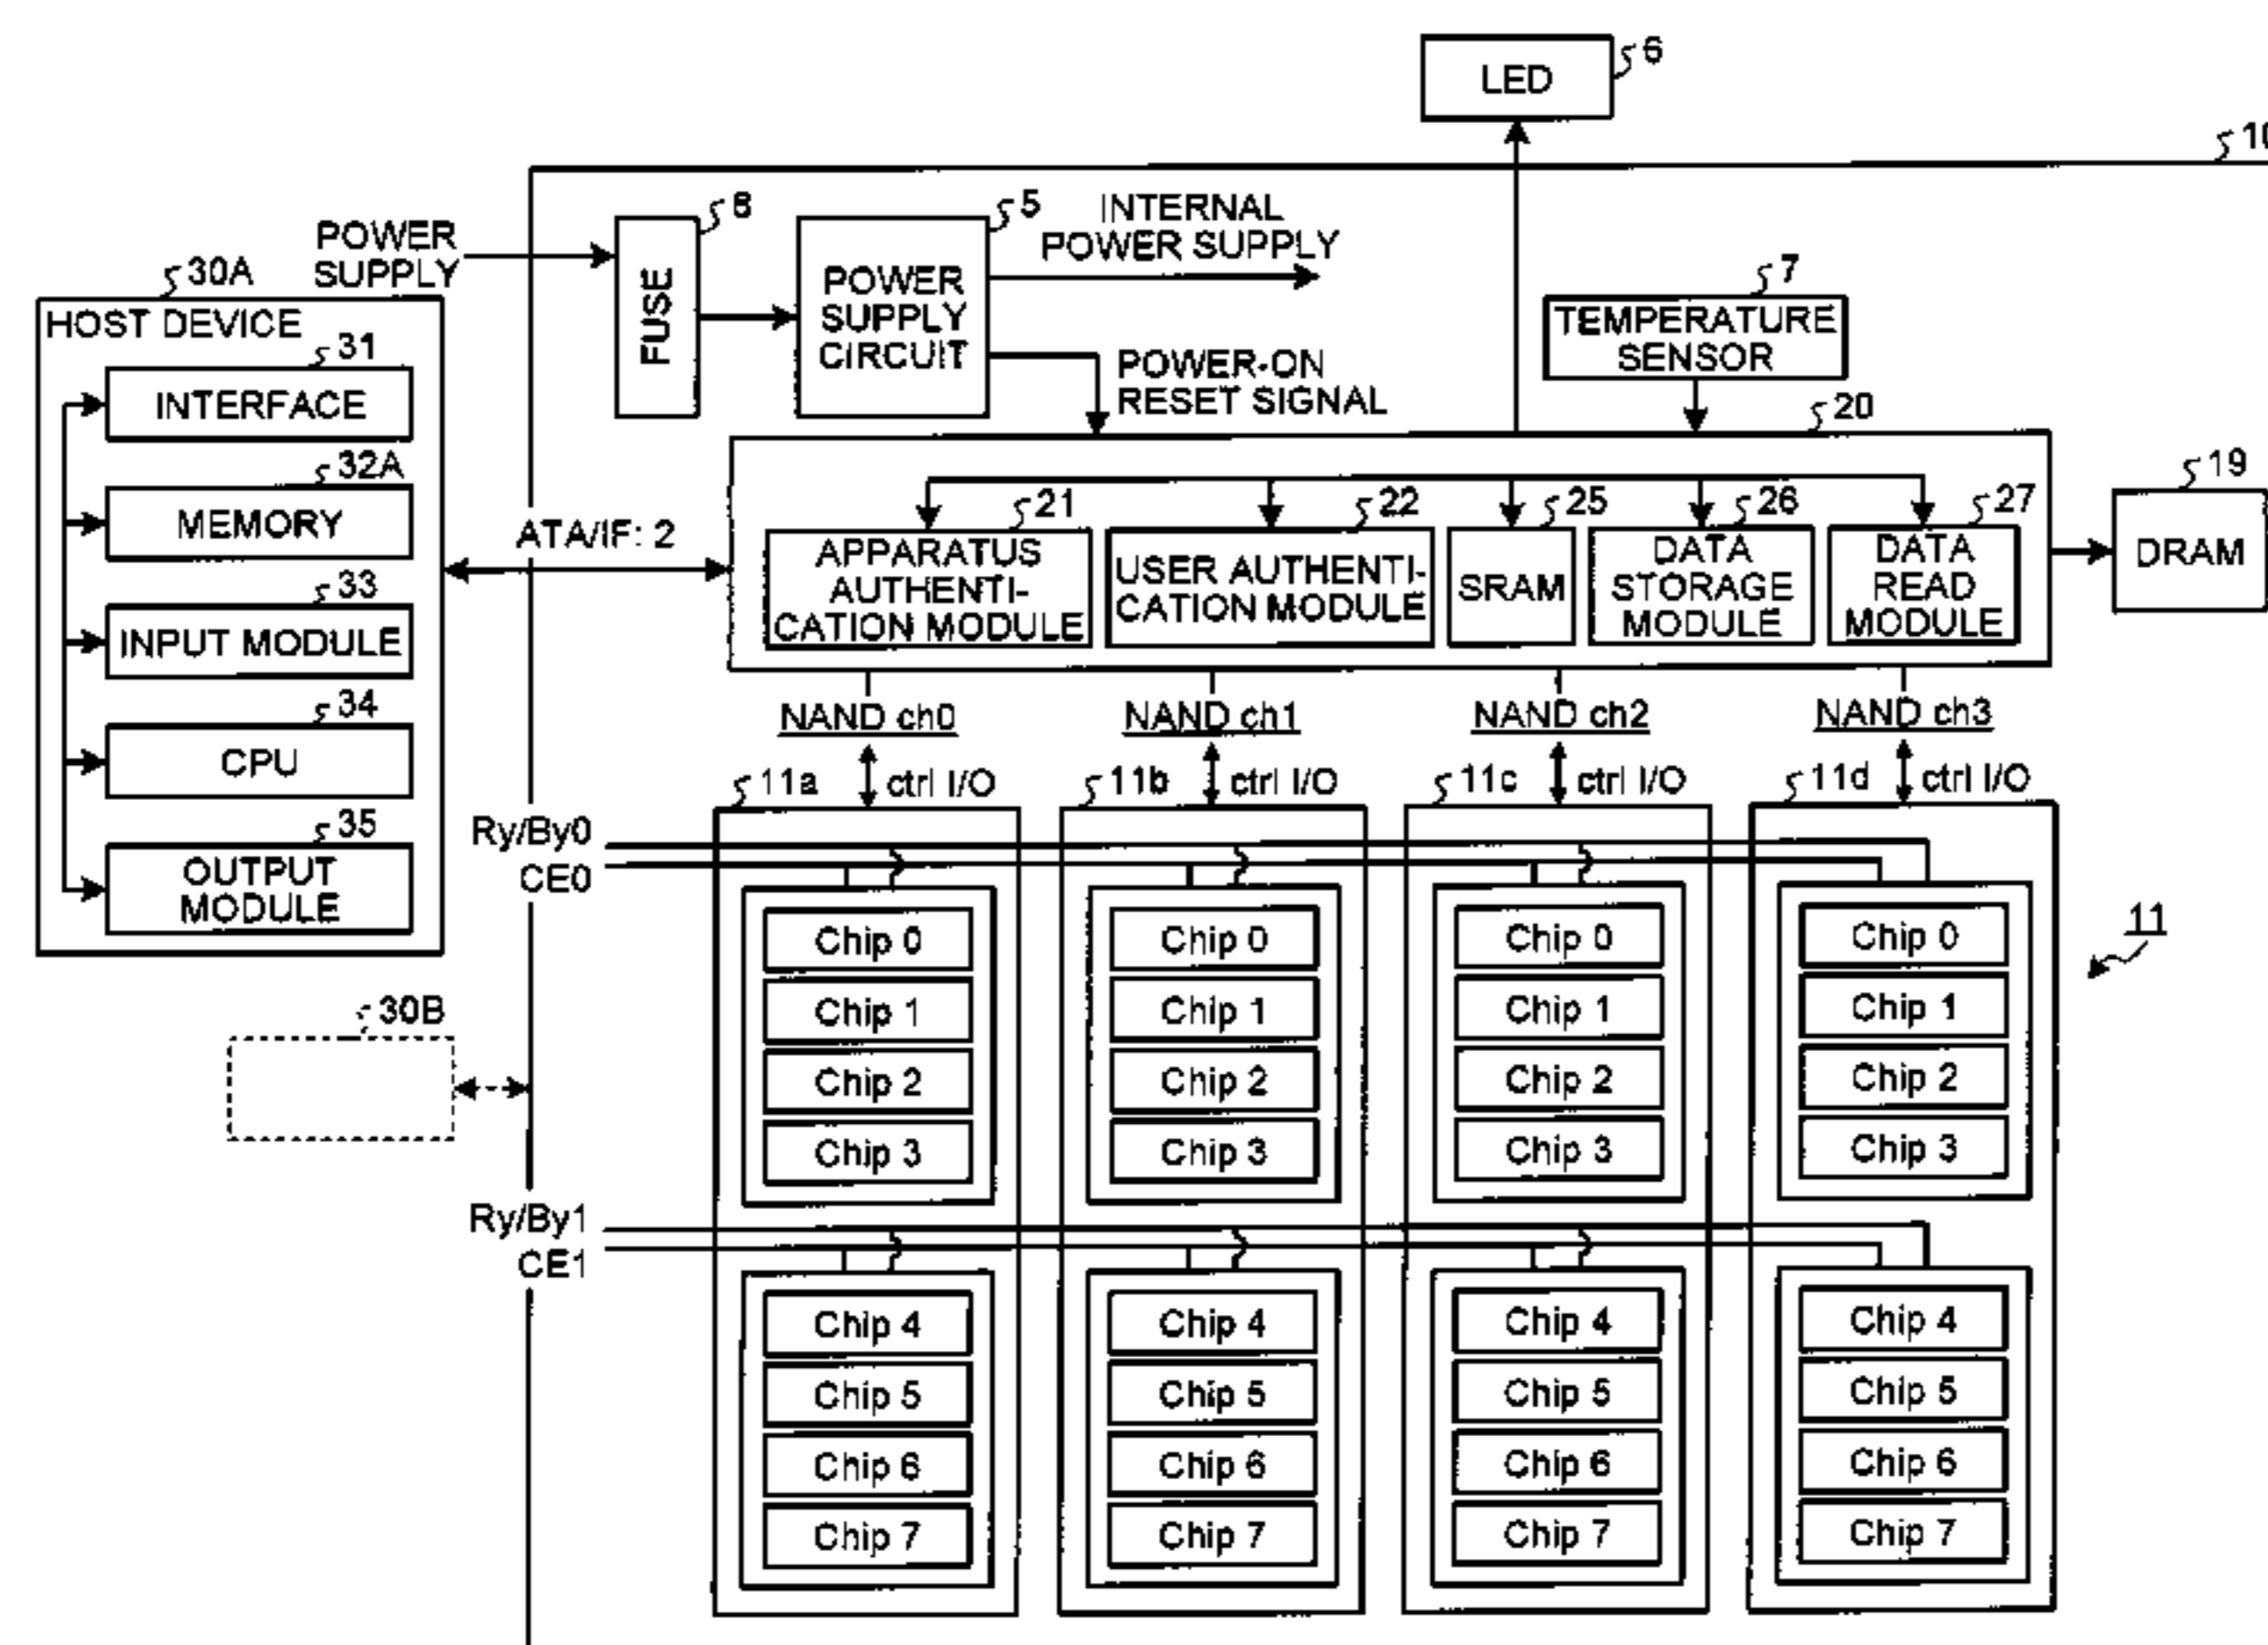 LED
6
10
POWER
SUPPLY
8
FUSE
5
POWER
SUPPLY
CIRCUIT
INTERNAL
POWER SUPPLY
POWER-ON
RESET SIGNAL
7
TEMPERATURE
SENSOR
20
30A
HOST DEVICE
31
INTERFACE
32A
MEMORY
33
INPUT MODULE
34
CPU
35
OUTPUT
MODULE
ATA/IF: 2
21
APPARATUS
AUTHENTI-
CATION MODULE
22
USER AUTHENTI-
CATION MODULE
25
SRAM
26
DATA
STORAGE
MODULE
27
DATA
READ
MODULE
19
DRAM
NAND ch0
NAND ch1
NAND ch2
NAND ch3
11a
ctrl I/O
11b
ctrl I/O
11c
ctrl I/O
11d
ctrl I/O
Ry/By0
CE0
Chip 0
Chip 1
Chip 2
Chip 3
Chip 0
Chip 1
Chip 2
Chip 3
Chip 0
Chip 1
Chip 2
Chip 3
Chip 0
Chip 1
Chip 2
Chip 3
11
30B
Ry/By1
CE1
Chip 4
Chip 5
Chip 6
Chip 7
Chip 4
Chip 5
Chip 6
Chip 7
Chip 4
Chip 5
Chip 6
Chip 7
Chip 4
Chip 5
Chip 6
Chip 7